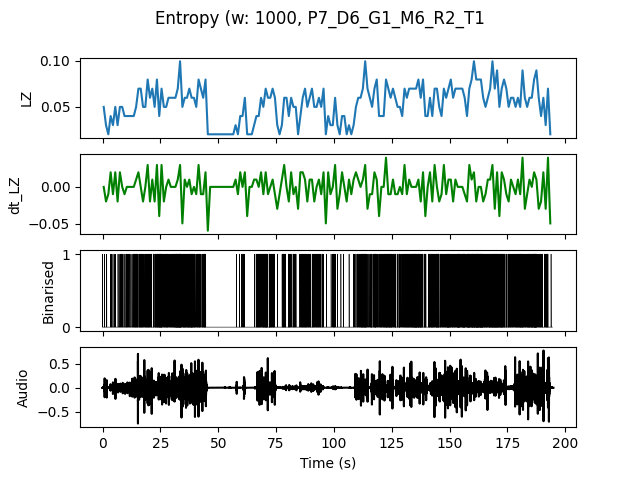 Entropy (w: 1000, P7_D6_G1_M6_R2_T1
0.10
0.05
LZ
0.00
−0.05
dt_LZ
1
0
Binarised
0.5
0.0
−0.5
Audio
0 25 50 75 100 125 150 175 200
Time (s)